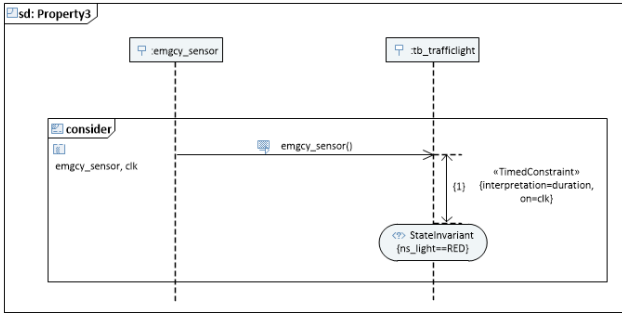 sd: Property3
:emgcy_sensor
:tb_trafficlight
consider
emgcy_sensor, clk
emgcy_sensor()
{1}
«TimedConstraint»
{interpretation=duration,
on=clk}
<?> StateInvariant
{ns_light==RED}